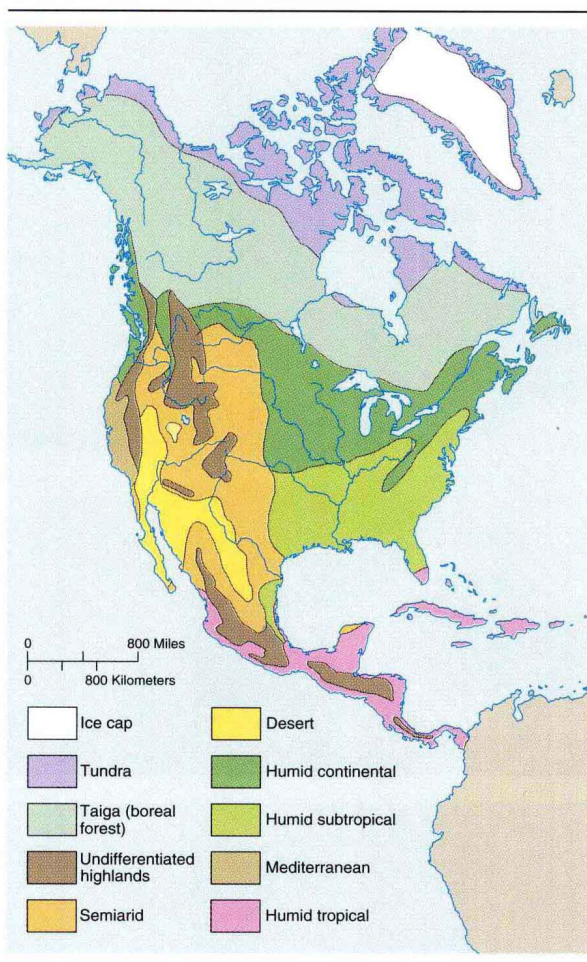 0
800 Miles
0
800 Kilometers
Ice cap
Tundra
Taiga (boreal
forest)
Undifferentiated
highlands
Semiarid
Desert
Humid continental
Humid subtropical
Mediterranean
Humid tropical